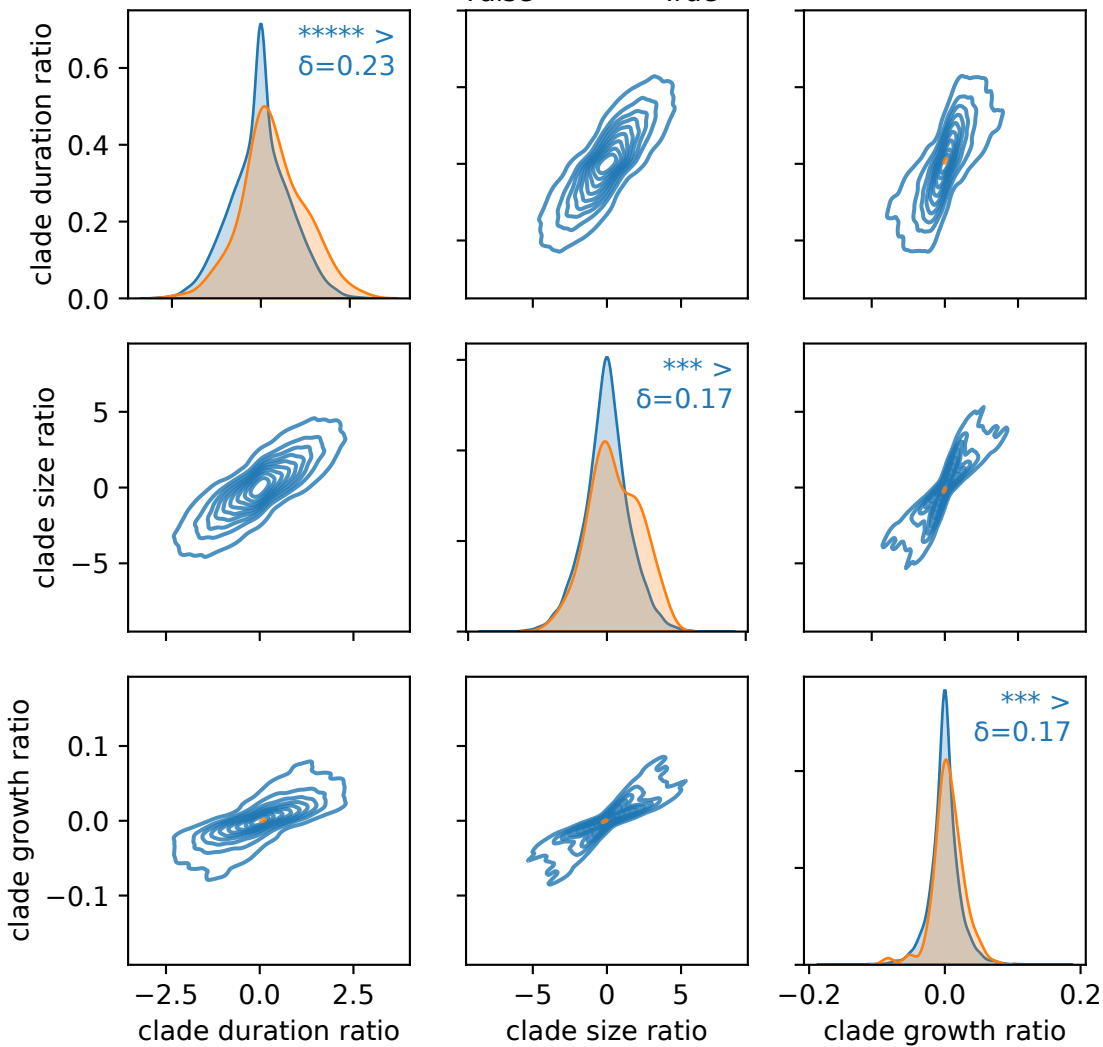 ***** >
δ=0.23
clade duration ratio
0.6
0.4
0.2
0.0
*** >
δ=0.17
clade size ratio
5
0
−5
*** >
δ=0.17
clade growth ratio
0.1
0.0
−0.1
−2.5 0.0 2.5
−5 0 5
−0.2 0.0 0.2
clade duration ratio
clade size ratio
clade growth ratio